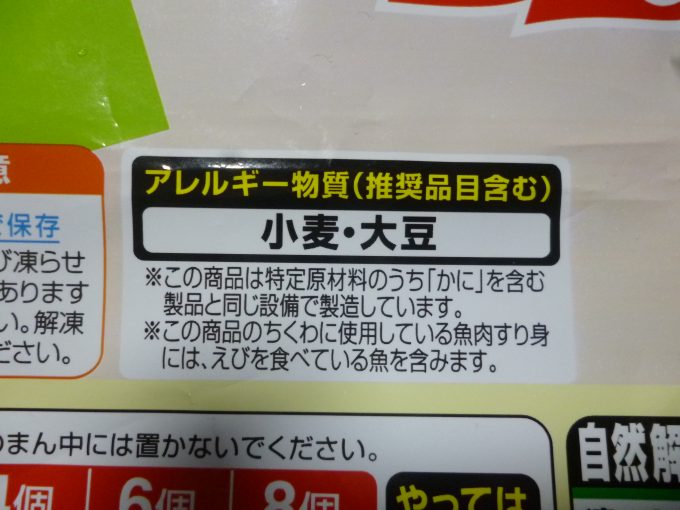 アレルギー物質(推奨品目含む)
小麦・大豆
※この商品は特定原材料のうち「かに」を含む
製品と同じ設備で製造しています。
※この商品のちくわに使用している魚肉すり身
には、えびを食べている魚を含みます。
意
で保存
び凍らせ
あります
い。解凍
ださい。
のまん中には置かないでください。
4個
6個
8個
やっては
自然解